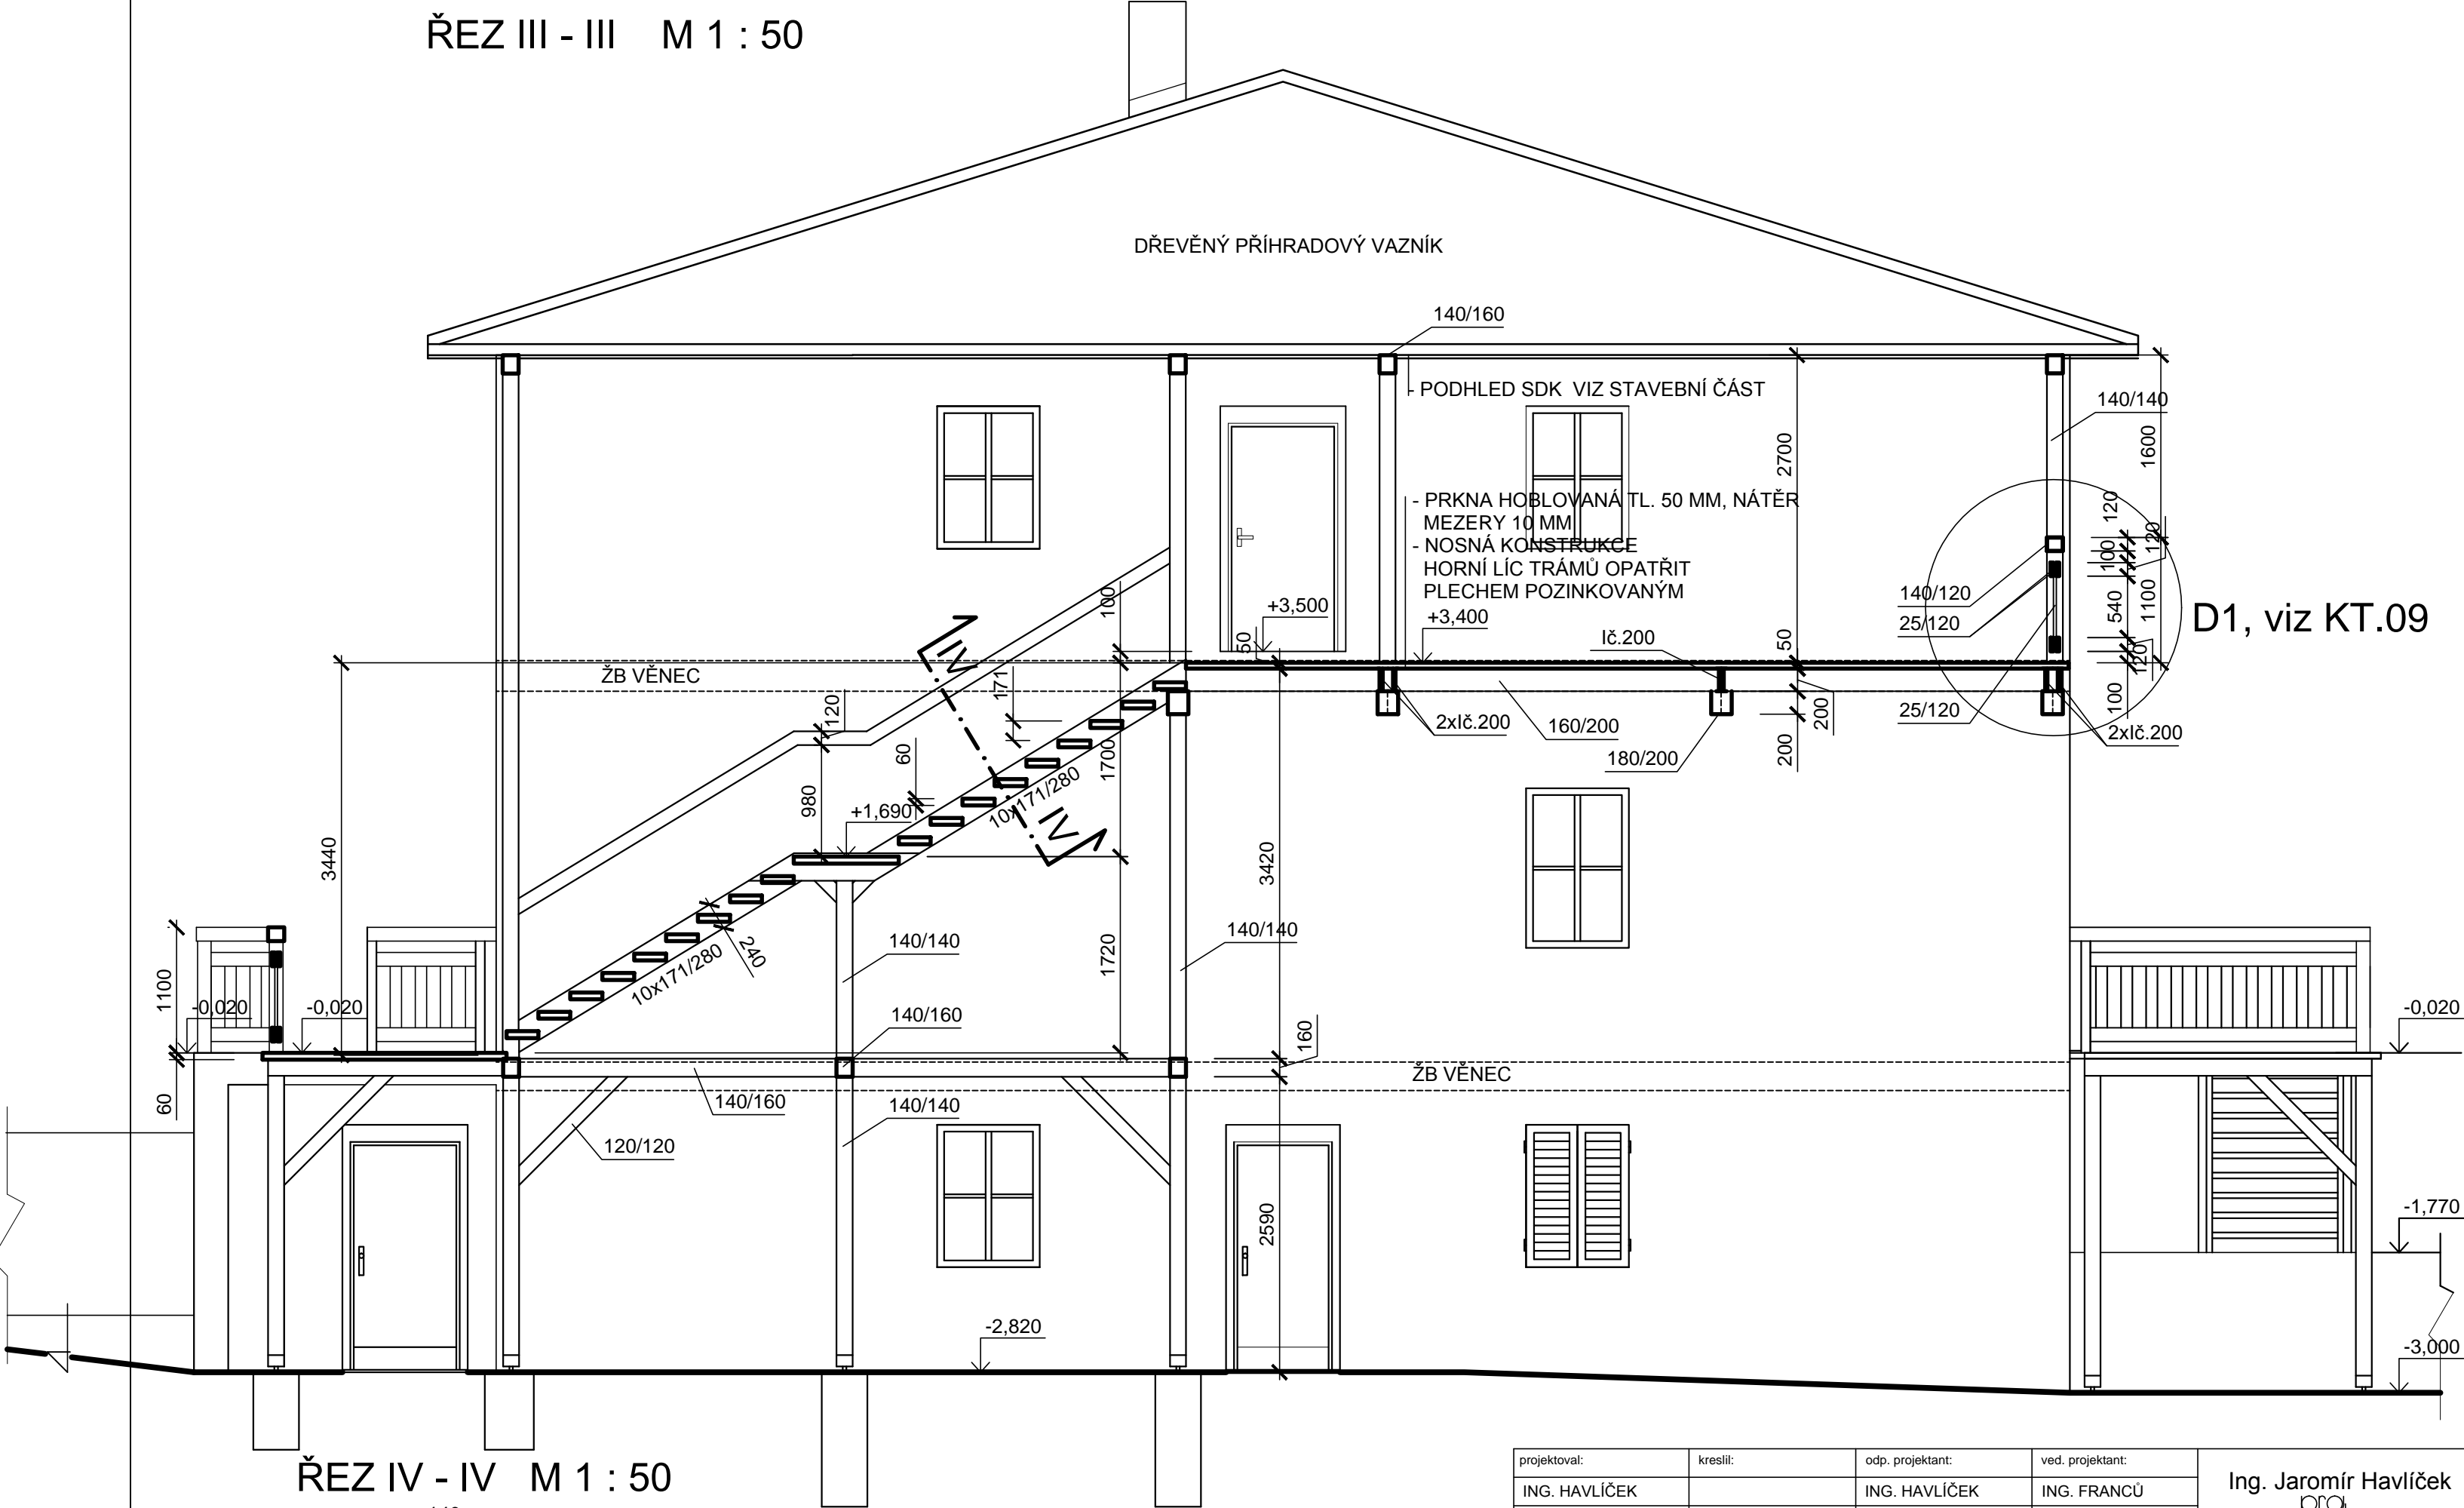 ŘEZ III - III M 1 : 50
DŘEVĚNÝ PŘÍHRADOVÝ VAZNÍK
140/160
- PODHLED SDK VIZ STAVEBNÍ ČÁST
2700
140/140
1600
- PRKNA HOBLOVANÁ TL. 50 MM, NÁTĚR
MEZERY 10 MM
- NOSNÁ KONSTRUKCE
HORNÍ LÍC TRÁMŮ OPATŘIT
PLECHEM POZINKOVANÝM
120
100
120
540
1100
120
100
140/120
25/120
25/120
D1, viz KT.09
+3,500
+3,400
50
Ič.200
50
100
ŽB VĚNEC
IV
171
120
2xIč.200
160/200
180/200
200
200
2xIč.200
60
1700
980
+1,690
10x171/280
IV
3440
3420
240
10x171/280
140/140
140/140
1720
1100
-0,020
-0,020
140/160
160
-0,020
60
ŽB VĚNEC
140/160
140/140
120/120
2590
-1,770
-2,820
-3,000
ŘEZ IV - IV M 1 : 50
projektoval:
kreslil:
odp. projektant:
ved. projektant:
ING. HAVLÍČEK
ING. HAVLÍČEK
ING. FRANCŮ
Ing. Jaromír Havlíček